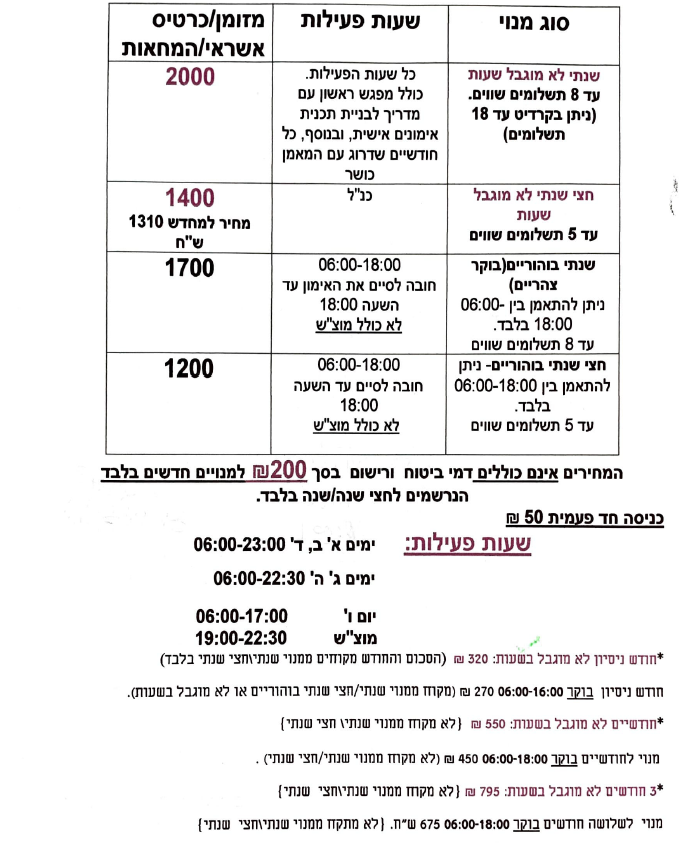 סוג מנוי
שעות פעילות
מזומן/כרטיס
אשראי/המחאות
שנתי לא מוגבל שעות
עד 8 תשלומים שווים.
(ניתן בקרדיט עד 18
תשלומים)
כל שעות הפעילות.
כולל מפגש ראשון עם
מדריך לבניית תכנית
אימונים אישית, ובנוסף, כל
חודשיים שדרוג עם המאמן
כושר
2000
חצי שנתי לא מוגבל
שעות
עד 5 תשלומים שווים
כנ"ל
1400
מחיר למחדש 1310
ש"ח
שנתי בוהוריים(בוקר
צהריים)
ניתן להתאמן בין 06:00-
18:00 בלבד.
עד 8 תשלומים שווים
06:00-18:00
חובה לסיים את האימון עד
השעה 18:00
לא כולל מוצ"ש
1700
חצי שנתי בוהוריים- ניתן
להתאמן בין 06:00-18:00
בלבד.
עד 5 תשלומים שווים
06:00-18:00
חובה לסיים עד השעה
18:00
לא כולל מוצ"ש
1200
המחירים אינם כוללים דמי ביטוח ורישום בסך 200₪ למנויים חדשים בלבד
הנרשמים לחצי שנה/שנה בלבד.
כניסה חד פעמית 50 ₪
שעות פעילות: ימים א' ב, ד' 06:00-23:00
ימים ג' ה' 06:00-22:30
יום ו' 06:00-17:00
מוצ"ש 19:00-22:30
*חודש ניסיון לא מוגבל בשעות: 320 ₪ (הסכום והחודש מקוזזים ממנוי שנתי\חצי שנתי בלבד)
חודש ניסיון בוקר 06:00-16:00 270 ₪ (מקוזז ממנוי שנתי/חצי שנתי בוהוריים או לא מוגבל בשעות).
*חודשיים לא מוגבל בשעות: 550 ₪ {לא מקוזז ממנוי שנתי\ חצי שנתי}
מנוי לחודשיים בוקר 06:00-18:00 450 ₪ (לא מקוזז ממנוי שנתי/חצי שנתי) .
*3 חודשים לא מוגבל בשעות: 795 ₪ {לא מקוזז ממנוי שנתי\חצי שנתי}
מנוי לשלושה חודשים בוקר 06:00-18:00 675 ש"ח. {לא מתקזז ממנוי שנתי\חצי שנתי}